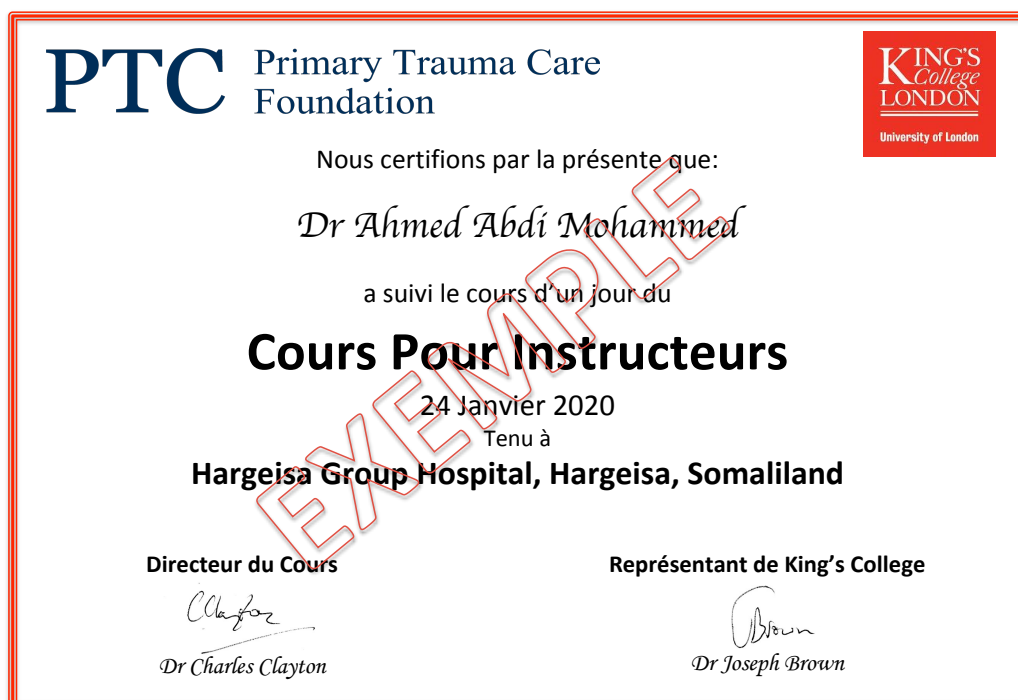 PTC Primary Trauma Care
Foundation
KING'S
College
LONDON
University of London
Nous certifions par la présente que:
Dr Ahmed Abdi Mohammed
a suivi le cours d'un jour du
Cours Pour Instructeurs
24 Janvier 2020
Tenu à
Hargeisa Group Hospital, Hargeisa, Somaliland
EXEMPLE
Directeur du Cours
Représentant de King's College
CClayton
JBrown
Dr Charles Clayton
Dr Joseph Brown